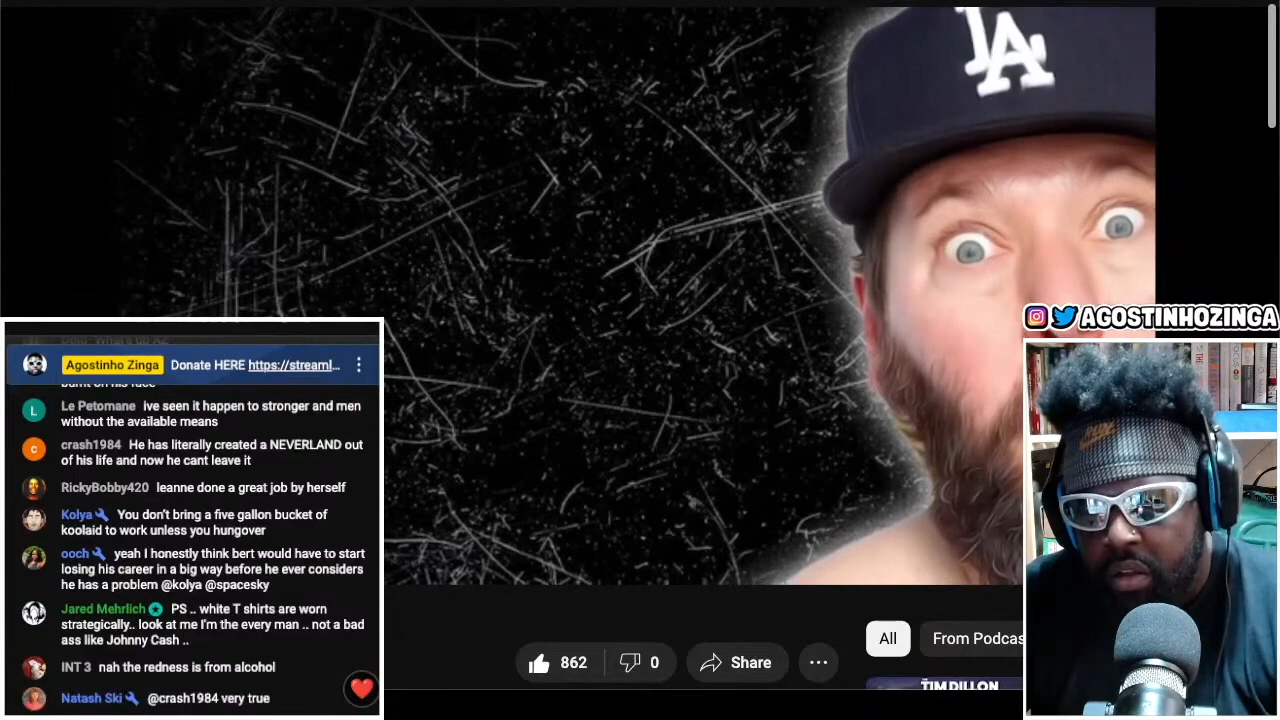 LA
AGOSTINHOZINGA
Agostinho Zinga Donate HERE https://streaml...
burnt on his face
L Le Petomane ive seen it happen to stronger and men
without the available means
c crash1984 He has literally created a NEVERLAND out
of his life and now he cant leave it
RickyBobby420 leanne done a great job by herself
Kolya You don't bring a five gallon bucket of
koolaid to work unless you hungover
ooch yeah I honestly think bert would have to start
losing his career in a big way before he ever considers
he has a problem @kolya @spacesky
Jared Mehrlich PS .. white T shirts are worn
strategically.. look at me I'm the every man .. not a bad
ass like Johnny Cash ..
INT 3 nah the redness is from alcohol
Natash Ski @crash1984 very true
862 0 Share
All From Podcas
TIM DILLON